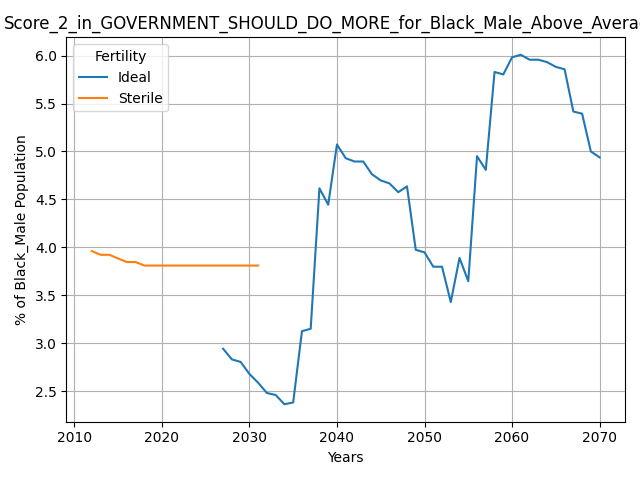 Score_2_in_GOVERNMENT_SHOULD_DO_MORE_for_Black_Male_Above_Avera
Fertility
Ideal
Sterile
% of Black_Male Population
6.0
5.5
5.0
4.5
4.0
3.5
3.0
2.5
2010 2020 2030 2040 2050 2060 2070
Years